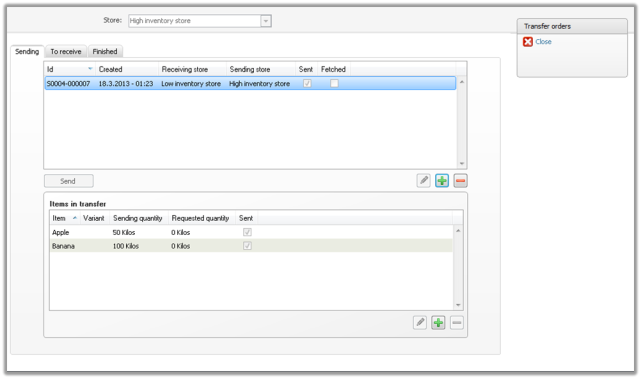 Store: High inventory store
Transfer orders
Close
Sending To receive Finished
Id Created Receiving store Sending store Sent Fetched
S0004-000007 18.3.2013 - 01:23 Low inventory store High inventory store
Send
Items in transfer
Item Variant Sending quantity Requested quantity Sent
Apple 50 Kilos 0 Kilos
Banana 100 Kilos 0 Kilos